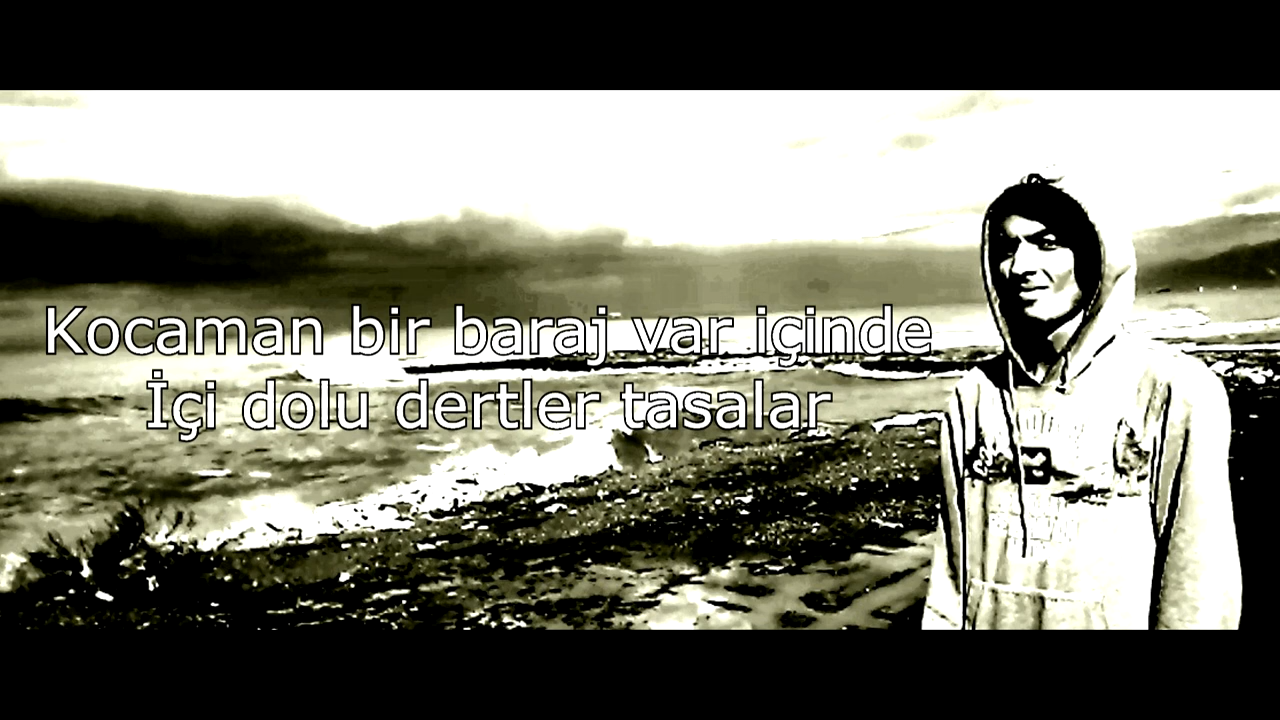 Kocaman bir baraj var içinde
İçi dolu dertler tasalar